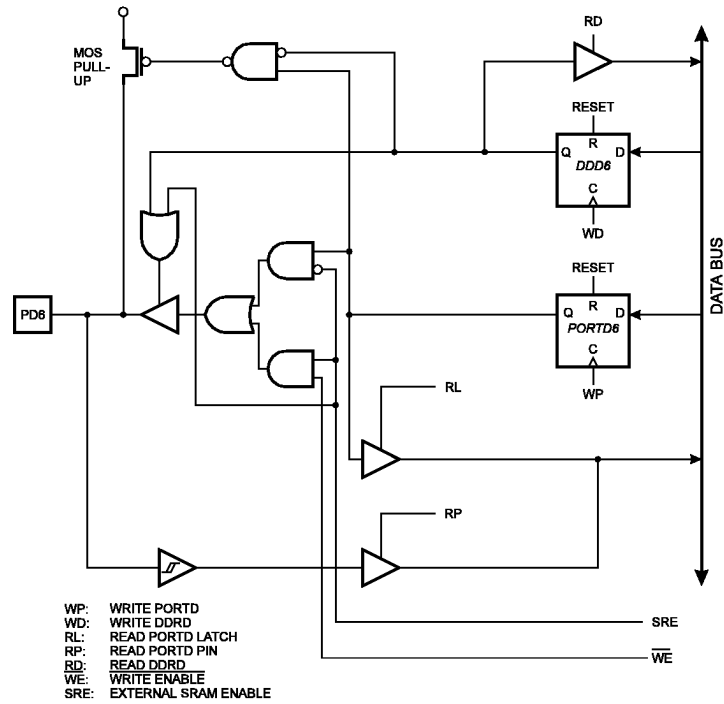 MOS
PULL-
UP
RD
RESET
R
Q D
DDD6
C
WD
RESET
R
Q D
PORTD6
C
WP
DATA BUS
PD6
RL
RP
WP: WRITE PORTD
WD: WRITE DDRD
RL: READ PORTD LATCH
RP: READ PORTD PIN
RD: READ DDRD
WE: WRITE ENABLE
SRE: EXTERNAL SRAM ENABLE
SRE
WE